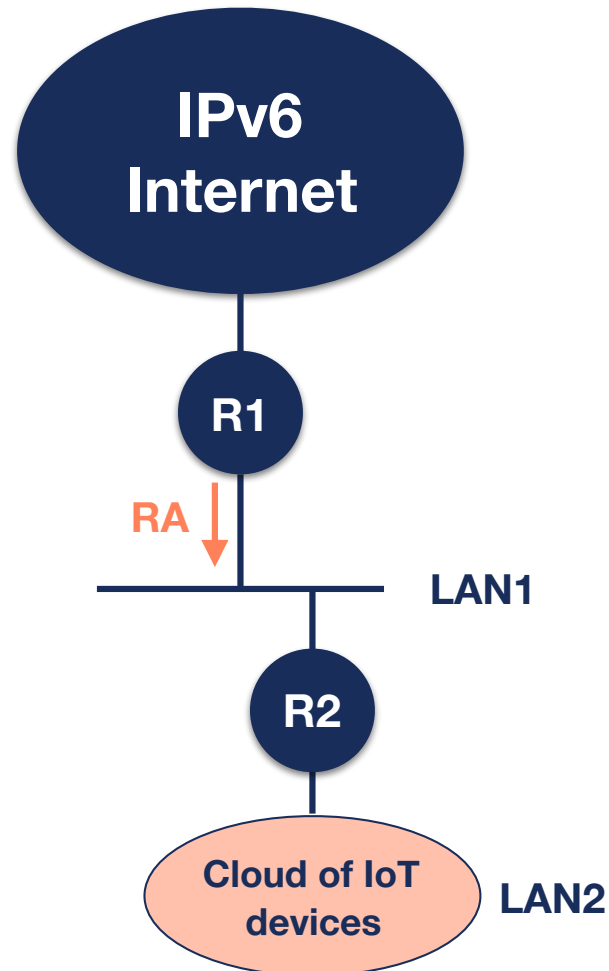 IPv6
Internet
R1
RA
LAN1
R2
Cloud of IoT
devices
LAN2